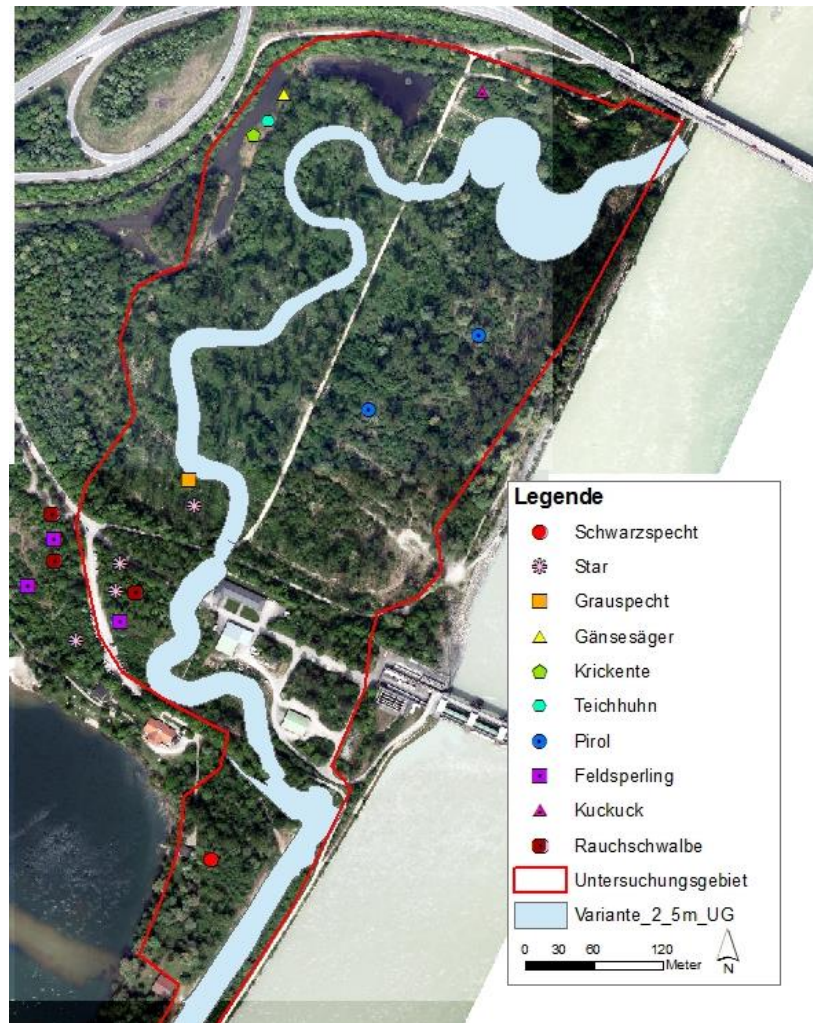 Legende
Schwarzspecht
Star
Grauspecht
Gänsesäger
Krickente
Teichhuhn
Pirol
Feldsperling
Kuckuck
Rauchschwalbe
Untersuchungsgebiet
Variante_2_5m_UG
0 30 60 120
Meter
N